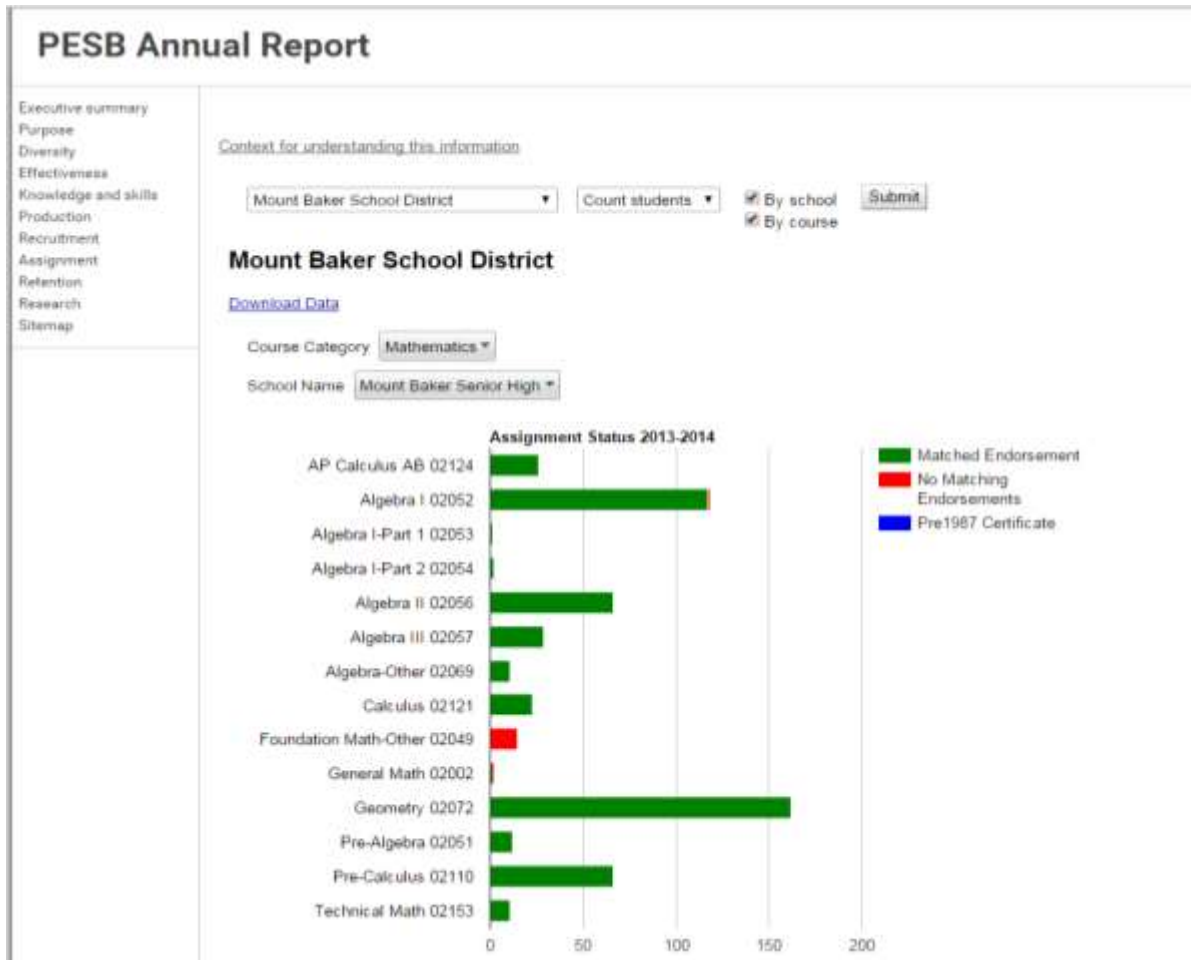 PESB Annual Report
Executive summary
Purpose
Diversity
Effectiveness
Knowledge and skills
Production
Recruitment
Assignment
Retention
Research
Sitemap
Context for understanding this information
Mount Baker School District
Count students
By school
By course
Submit
Mount Baker School District
Download Data
Course Category Mathematics
School Name Mount Baker Senior High
Assignment Status 2013-2014
AP Calculus AB 02124
Algebra I 02052
Algebra I-Part 1 02053
Algebra I-Part 2 02054
Algebra II 02056
Algebra III 02057
Algebra-Other 02069
Calculus 02121
Foundation Math-Other 02049
General Math 02002
Geometry 02072
Pre-Algebra 02051
Pre-Calculus 02110
Technical Math 02153
0 50 100 150 200
Matched Endorsement
No Matching
Endorsements
Pre1987 Certificate